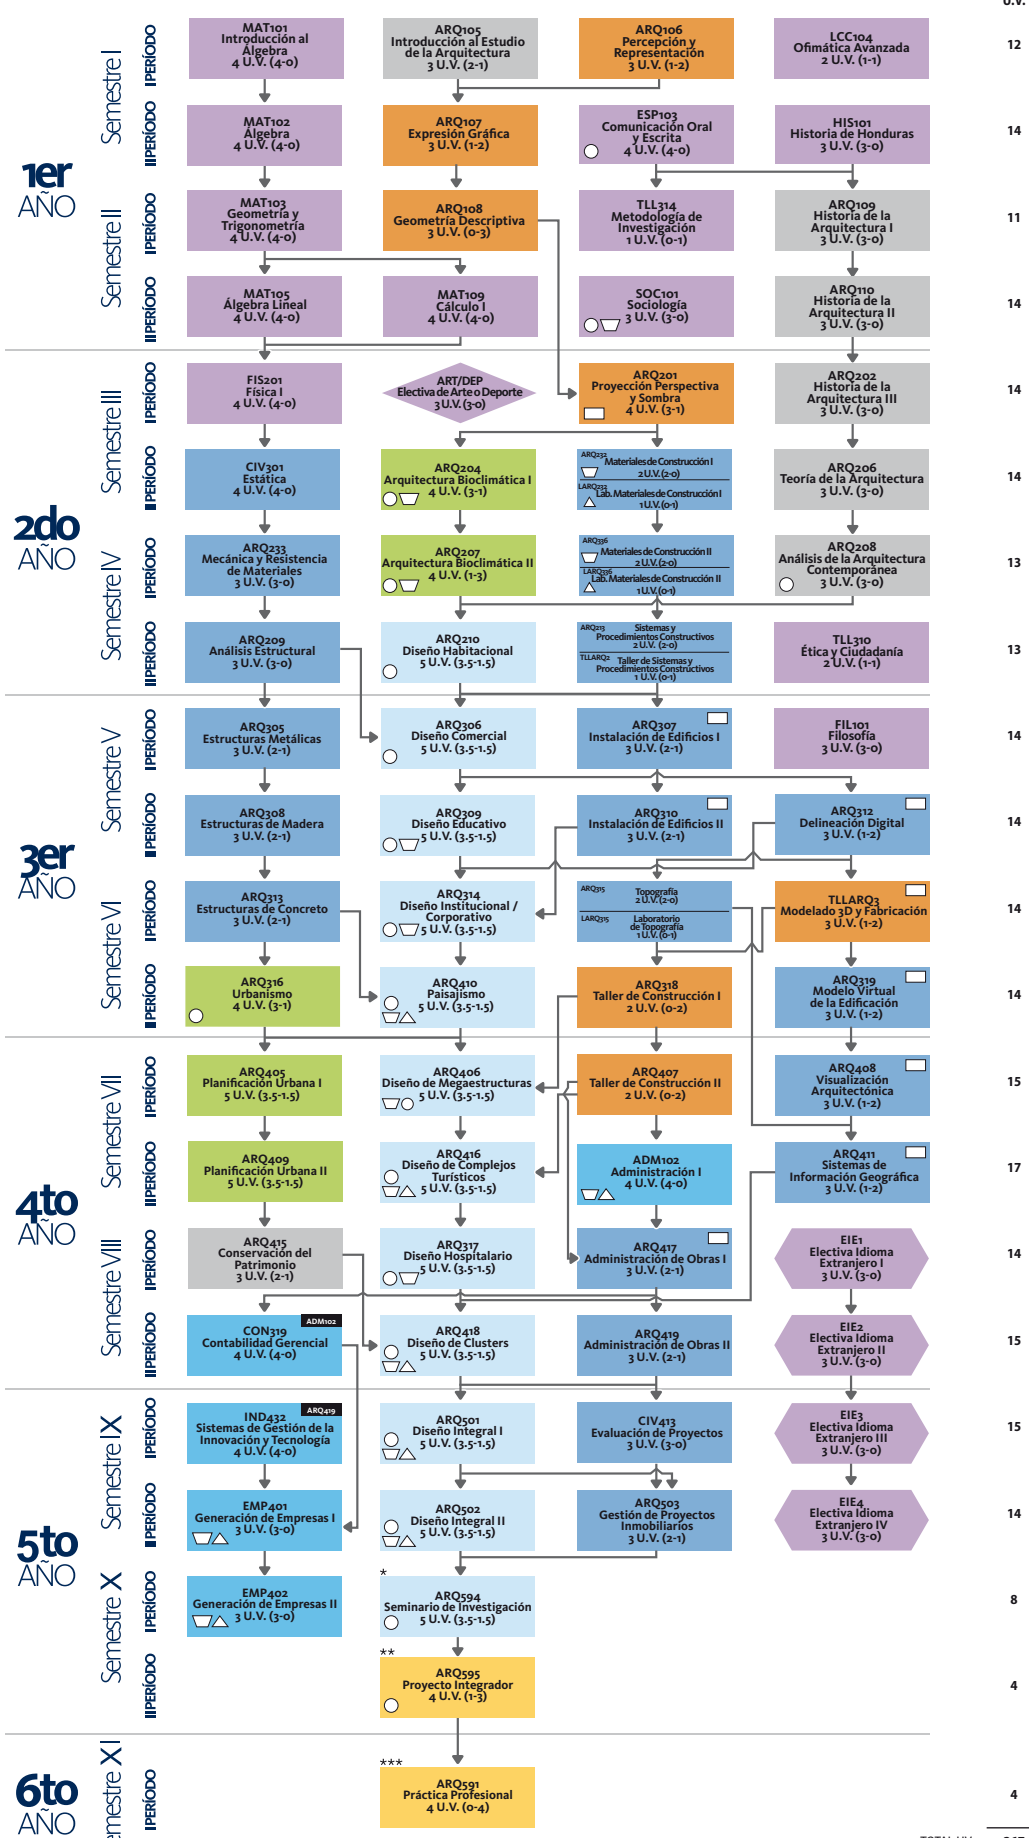 U.V.
1er
AÑO
Semestre I
I PERÍODO
MAT101
Introducción al
Álgebra
4 U.V. (4-0)
ARQ105
Introducción al Estudio
de la Arquitectura
3 U.V. (2-1)
ARQ106
Percepción y
Representación
3 U.V. (1-2)
LCC104
Ofimática Avanzada
2 U.V. (1-1)
12
II PERÍODO
MAT102
Álgebra
4 U.V. (4-0)
ARQ107
Expresión Gráfica
3 U.V. (1-2)
ESP103
Comunicación Oral
y Escrita
4 U.V. (4-0)
HIS101
Historia de Honduras
3 U.V. (3-0)
14
Semestre II
I PERÍODO
MAT103
Geometría y
Trigonometría
4 U.V. (4-0)
ARQ108
Geometría Descriptiva
3 U.V. (0-3)
TLL314
Metodología de
Investigación
1 U.V. (0-1)
ARQ109
Historia de la
Arquitectura I
3 U.V. (3-0)
11
II PERÍODO
MAT105
Álgebra Lineal
4 U.V. (4-0)
MAT109
Cálculo I
4 U.V. (4-0)
SOC101
Sociología
3 U.V. (3-0)
ARQ110
Historia de la
Arquitectura II
3 U.V. (3-0)
14
2do
AÑO
Semestre III
I PERÍODO
FIS201
Física I
4 U.V. (4-0)
ART/DEP
Electiva de Arte o Deporte
3 U.V. (3-0)
ARQ201
Proyección Perspectiva
y Sombra
4 U.V. (3-1)
ARQ202
Historia de la
Arquitectura III
3 U.V. (3-0)
14
II PERÍODO
CIV301
Estática
4 U.V. (4-0)
ARQ204
Arquitectura Bioclimática I
4 U.V. (3-1)
ARQ232
Materiales de Construcción I
2 U.V. (2-0)
LARQ232
Lab. Materiales de Construcción I
1 U.V. (0-1)
ARQ206
Teoría de la Arquitectura
3 U.V. (3-0)
14
Semestre IV
I PERÍODO
ARQ233
Mecánica y Resistencia
de Materiales
3 U.V. (3-0)
ARQ207
Arquitectura Bioclimática II
4 U.V. (1-3)
ARQ336
Materiales de Construcción II
2 U.V. (2-0)
LARQ336
Lab. Materiales de Construcción II
1 U.V. (0-1)
ARQ208
Análisis de la Arquitectura
Contemporánea
3 U.V. (3-0)
13
II PERÍODO
ARQ209
Análisis Estructural
3 U.V. (3-0)
ARQ210
Diseño Habitacional
5 U.V. (3.5-1.5)
ARQ213
Sistemas y
Procedimientos Constructivos
2 U.V. (2-0)
TLLARQ2
Taller de Sistemas y
Procedimientos Constructivos
1 U.V. (0-1)
TLL310
Ética y Ciudadanía
2 U.V. (1-1)
13
3er
AÑO
Semestre V
I PERÍODO
ARQ305
Estructuras Metálicas
3 U.V. (2-1)
ARQ306
Diseño Comercial
5 U.V. (3.5-1.5)
ARQ307
Instalación de Edificios I
3 U.V. (2-1)
FIL101
Filosofía
3 U.V. (3-0)
14
II PERÍODO
ARQ308
Estructuras de Madera
3 U.V. (2-1)
ARQ309
Diseño Educativo
5 U.V. (3.5-1.5)
ARQ310
Instalación de Edificios II
3 U.V. (2-1)
ARQ312
Delineación Digital
3 U.V. (1-2)
14
Semestre VI
I PERÍODO
ARQ313
Estructuras de Concreto
3 U.V. (2-1)
ARQ314
Diseño Institucional /
Corporativo
5 U.V. (3.5-1.5)
ARQ315
Topografía
2 U.V. (2-0)
LARQ315
Laboratorio
de Topografía
1 U.V. (0-1)
TLLARQ3
Modelado 3D y Fabricación
3 U.V. (1-2)
14
II PERÍODO
ARQ316
Urbanismo
4 U.V. (3-1)
ARQ410
Paisajismo
5 U.V. (3.5-1.5)
ARQ318
Taller de Construcción I
2 U.V. (0-2)
ARQ319
Modelo Virtual
de la Edificación
3 U.V. (1-2)
14
4to
AÑO
Semestre VII
I PERÍODO
ARQ405
Planificación Urbana I
5 U.V. (3.5-1.5)
ARQ406
Diseño de Megaestructuras
5 U.V. (3.5-1.5)
ARQ407
Taller de Construcción II
2 U.V. (0-2)
ARQ408
Visualización
Arquitectónica
3 U.V. (1-2)
15
II PERÍODO
ARQ409
Planificación Urbana II
5 U.V. (3.5-1.5)
ARQ416
Diseño de Complejos
Turísticos
5 U.V. (3.5-1.5)
ADM102
Administración I
4 U.V. (4-0)
ARQ411
Sistemas de
Información Geográfica
3 U.V. (1-2)
17
Semestre VIII
I PERÍODO
ARQ415
Conservación del
Patrimonio
3 U.V. (2-1)
ARQ317
Diseño Hospitalario
5 U.V. (3.5-1.5)
ARQ417
Administración de Obras I
3 U.V. (2-1)
EIE1
Electiva Idioma
Extranjero I
3 U.V. (3-0)
14
II PERÍODO
ADM102
CON319
Contabilidad Gerencial
4 U.V. (4-0)
ARQ418
Diseño de Clusters
5 U.V. (3.5-1.5)
ARQ419
Administración de Obras II
3 U.V. (2-1)
EIE2
Electiva Idioma
Extranjero II
3 U.V. (3-0)
15
5to
AÑO
Semestre IX
I PERÍODO
ARQ419
IND432
Sistemas de Gestión de la
Innovación y Tecnología
4 U.V. (4-0)
ARQ501
Diseño Integral I
5 U.V. (3.5-1.5)
CIV413
Evaluación de Proyectos
3 U.V. (3-0)
EIE3
Electiva Idioma
Extranjero III
3 U.V. (3-0)
15
II PERÍODO
EMP401
Generación de Empresas I
3 U.V. (3-0)
ARQ502
Diseño Integral II
5 U.V. (3.5-1.5)
ARQ503
Gestión de Proyectos
Inmobiliarios
3 U.V. (2-1)
EIE4
Electiva Idioma
Extranjero IV
3 U.V. (3-0)
14
Semestre X
I PERÍODO
EMP402
Generación de Empresas II
3 U.V. (3-0)
*
ARQ594
Seminario de Investigación
5 U.V. (3.5-1.5)
8
II PERÍODO
**
ARQ595
Proyecto Integrador
4 U.V. (1-3)
4
6to
AÑO
emestre XI
I PERÍODO
***
ARQ591
Práctica Profesional
4 U.V. (0-4)
4